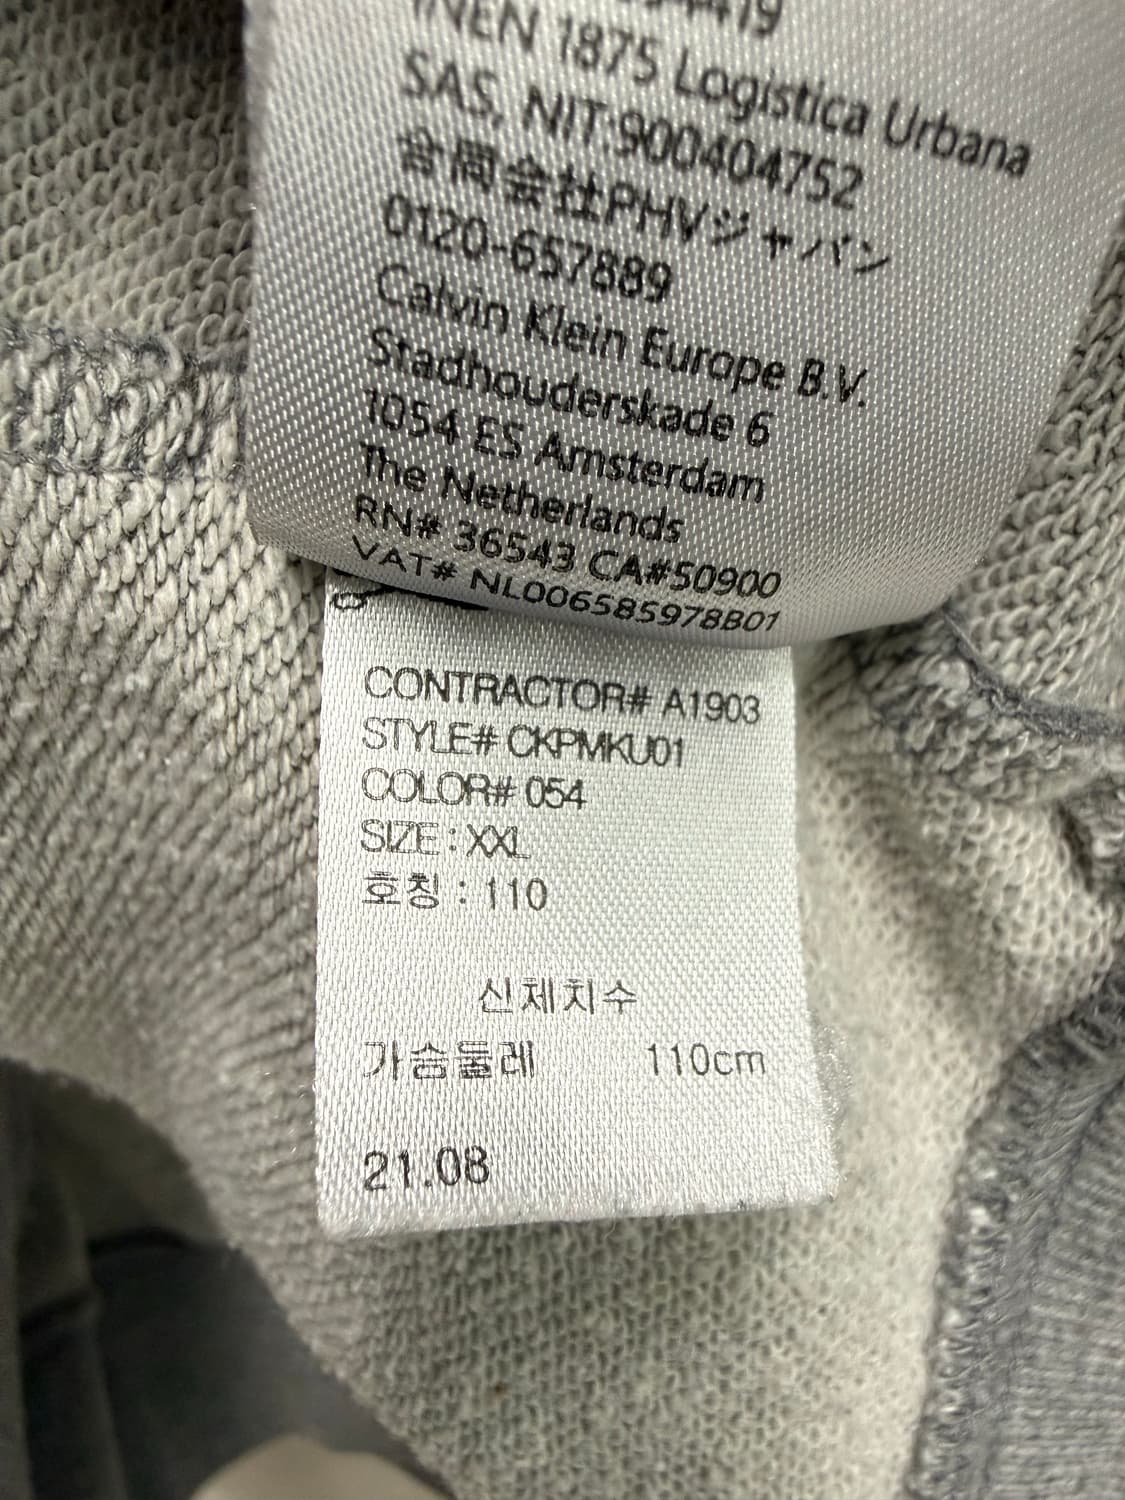 4419
INEN 1875 Logistica Urbana
SAS, NIT:900404752
合同会社PHVジャパン
0120-657889
Calvin Klein Europe B.V.
Stadhouderskade 6
1054 ES Amsterdam
The Netherlands
RN# 36543 CA#50900
VAT# NL006585978B01
CONTRACTOR# A1903
STYLE# CKPMKU01
COLOR# 054
SIZE : XXL
호칭 : 110
신체치수
가슴둘레 110cm
21.08